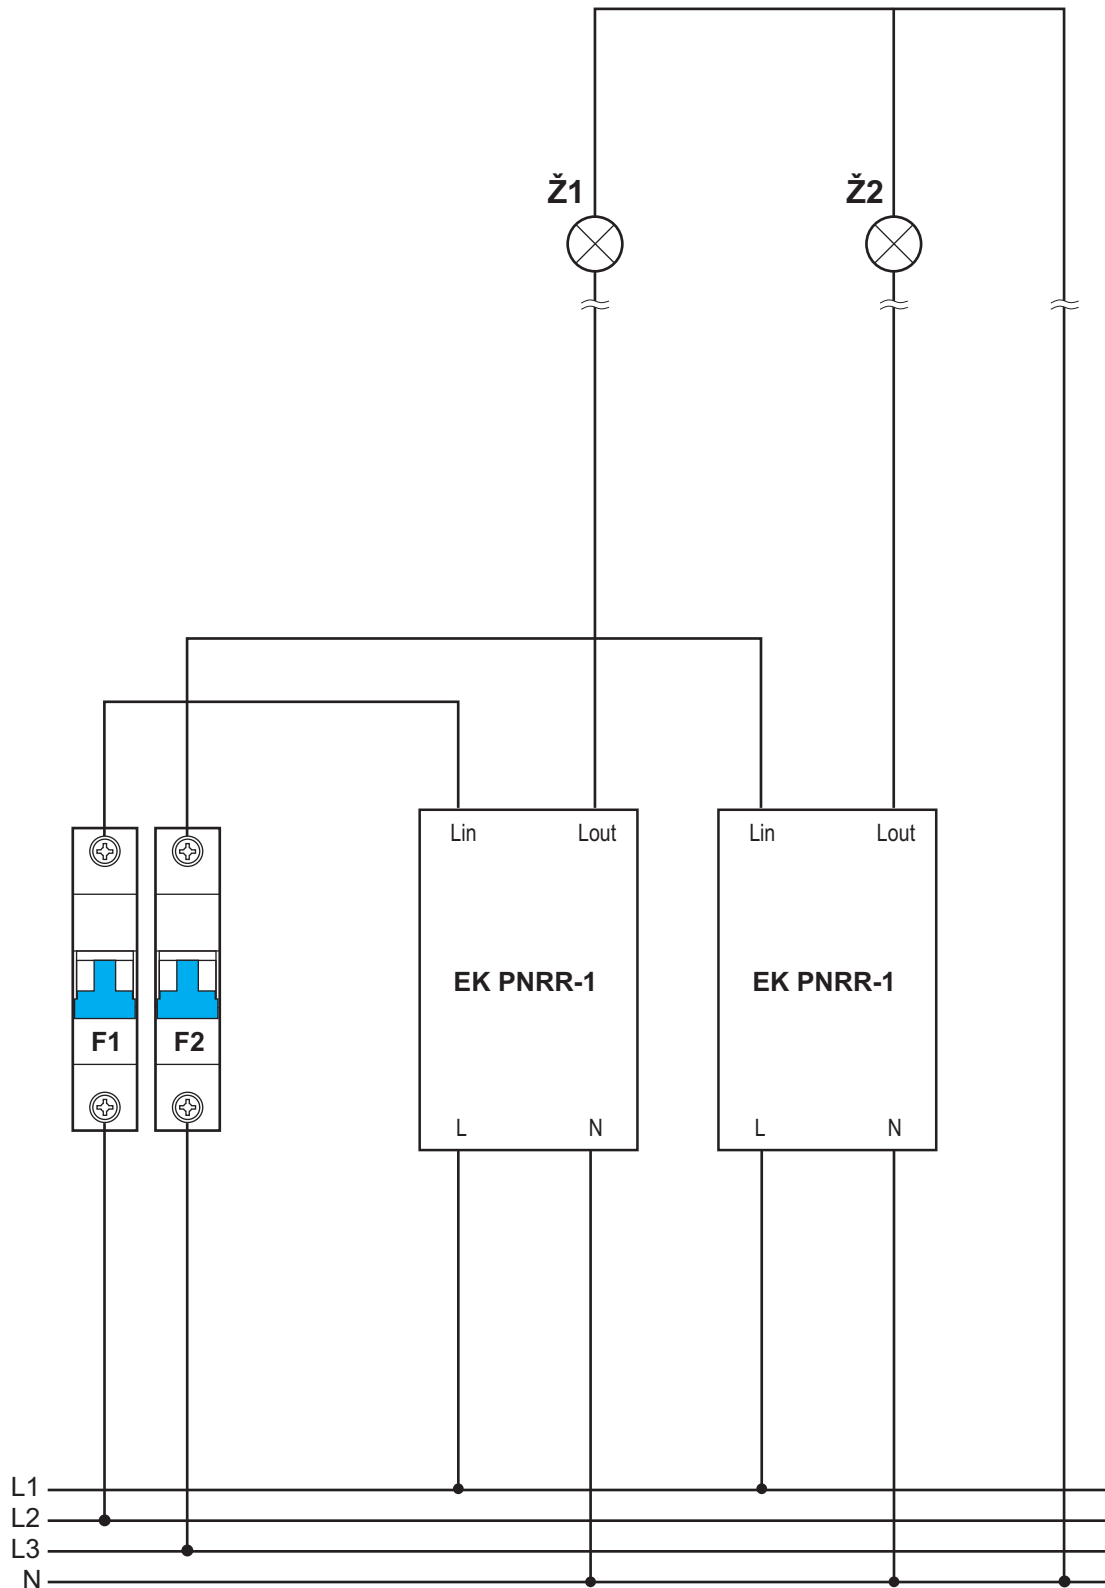 Ž1 Ž2
Lin Lout Lin Lout
EK PNRR-1 EK PNRR-1
F1 F2
L N L N
L1
L2
L3
N